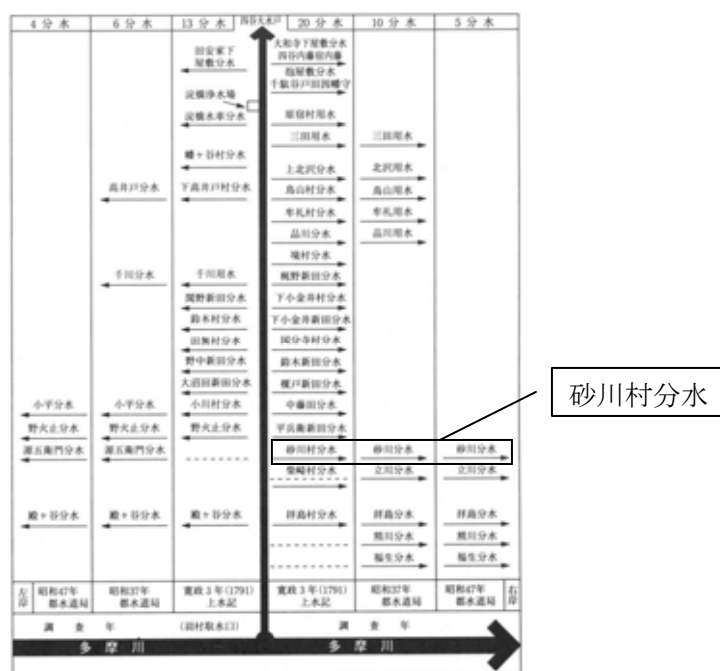 4分水 6分水 13分水 四谷大木戸 20分水 10分水 5分水
大和守下屋敷分水
四谷内藤宿内藤
田安家下
屋敷分水
指屋敷分水
千駄谷戸田因幡守
淀橋浄水場
淀橋水車分水 原宿村用水
三田用水 三田用水
幡ヶ谷村分水
上北沢分水 北沢用水
高井戸分水 下高井戸村分水 烏山村分水 烏山用水
牟礼村分水 牟礼用水
品川分水 品川用水
境村分水
千川分水 千川用水 梶野新田分水
関野新田分水 下小金井村分水
鈴木村分水 下小金井新田分水
田無村分水 国分寺村分水
野中新田分水 鈴木新田分水
大沼田新田分水 榎戸新田分水
小平分水 小平分水 小川村分水 中藤田分水
野火止分水 野火止分水 野火止分水 平兵衛新田分水
源五衛門分水 源五衛門分水 砂川村分水 砂川分水 砂川分水
砂川村分水
柴崎村分水 立川分水 立川分水
殿ヶ谷分水 殿ヶ谷分水 殿ヶ谷分水 拝島村分水 拝島分水 拝島分水
熊川分水 熊川分水
福生分水 福生分水
左岸 昭和47年 昭和37年 寛政3年(1791) 寛政3年(1791) 昭和37年 昭和47年 右岸
都水道局 都水道局 上水記 上水記 都水道局 都水道局
調査年 (羽村取水口) 調査年
多摩川 多摩川